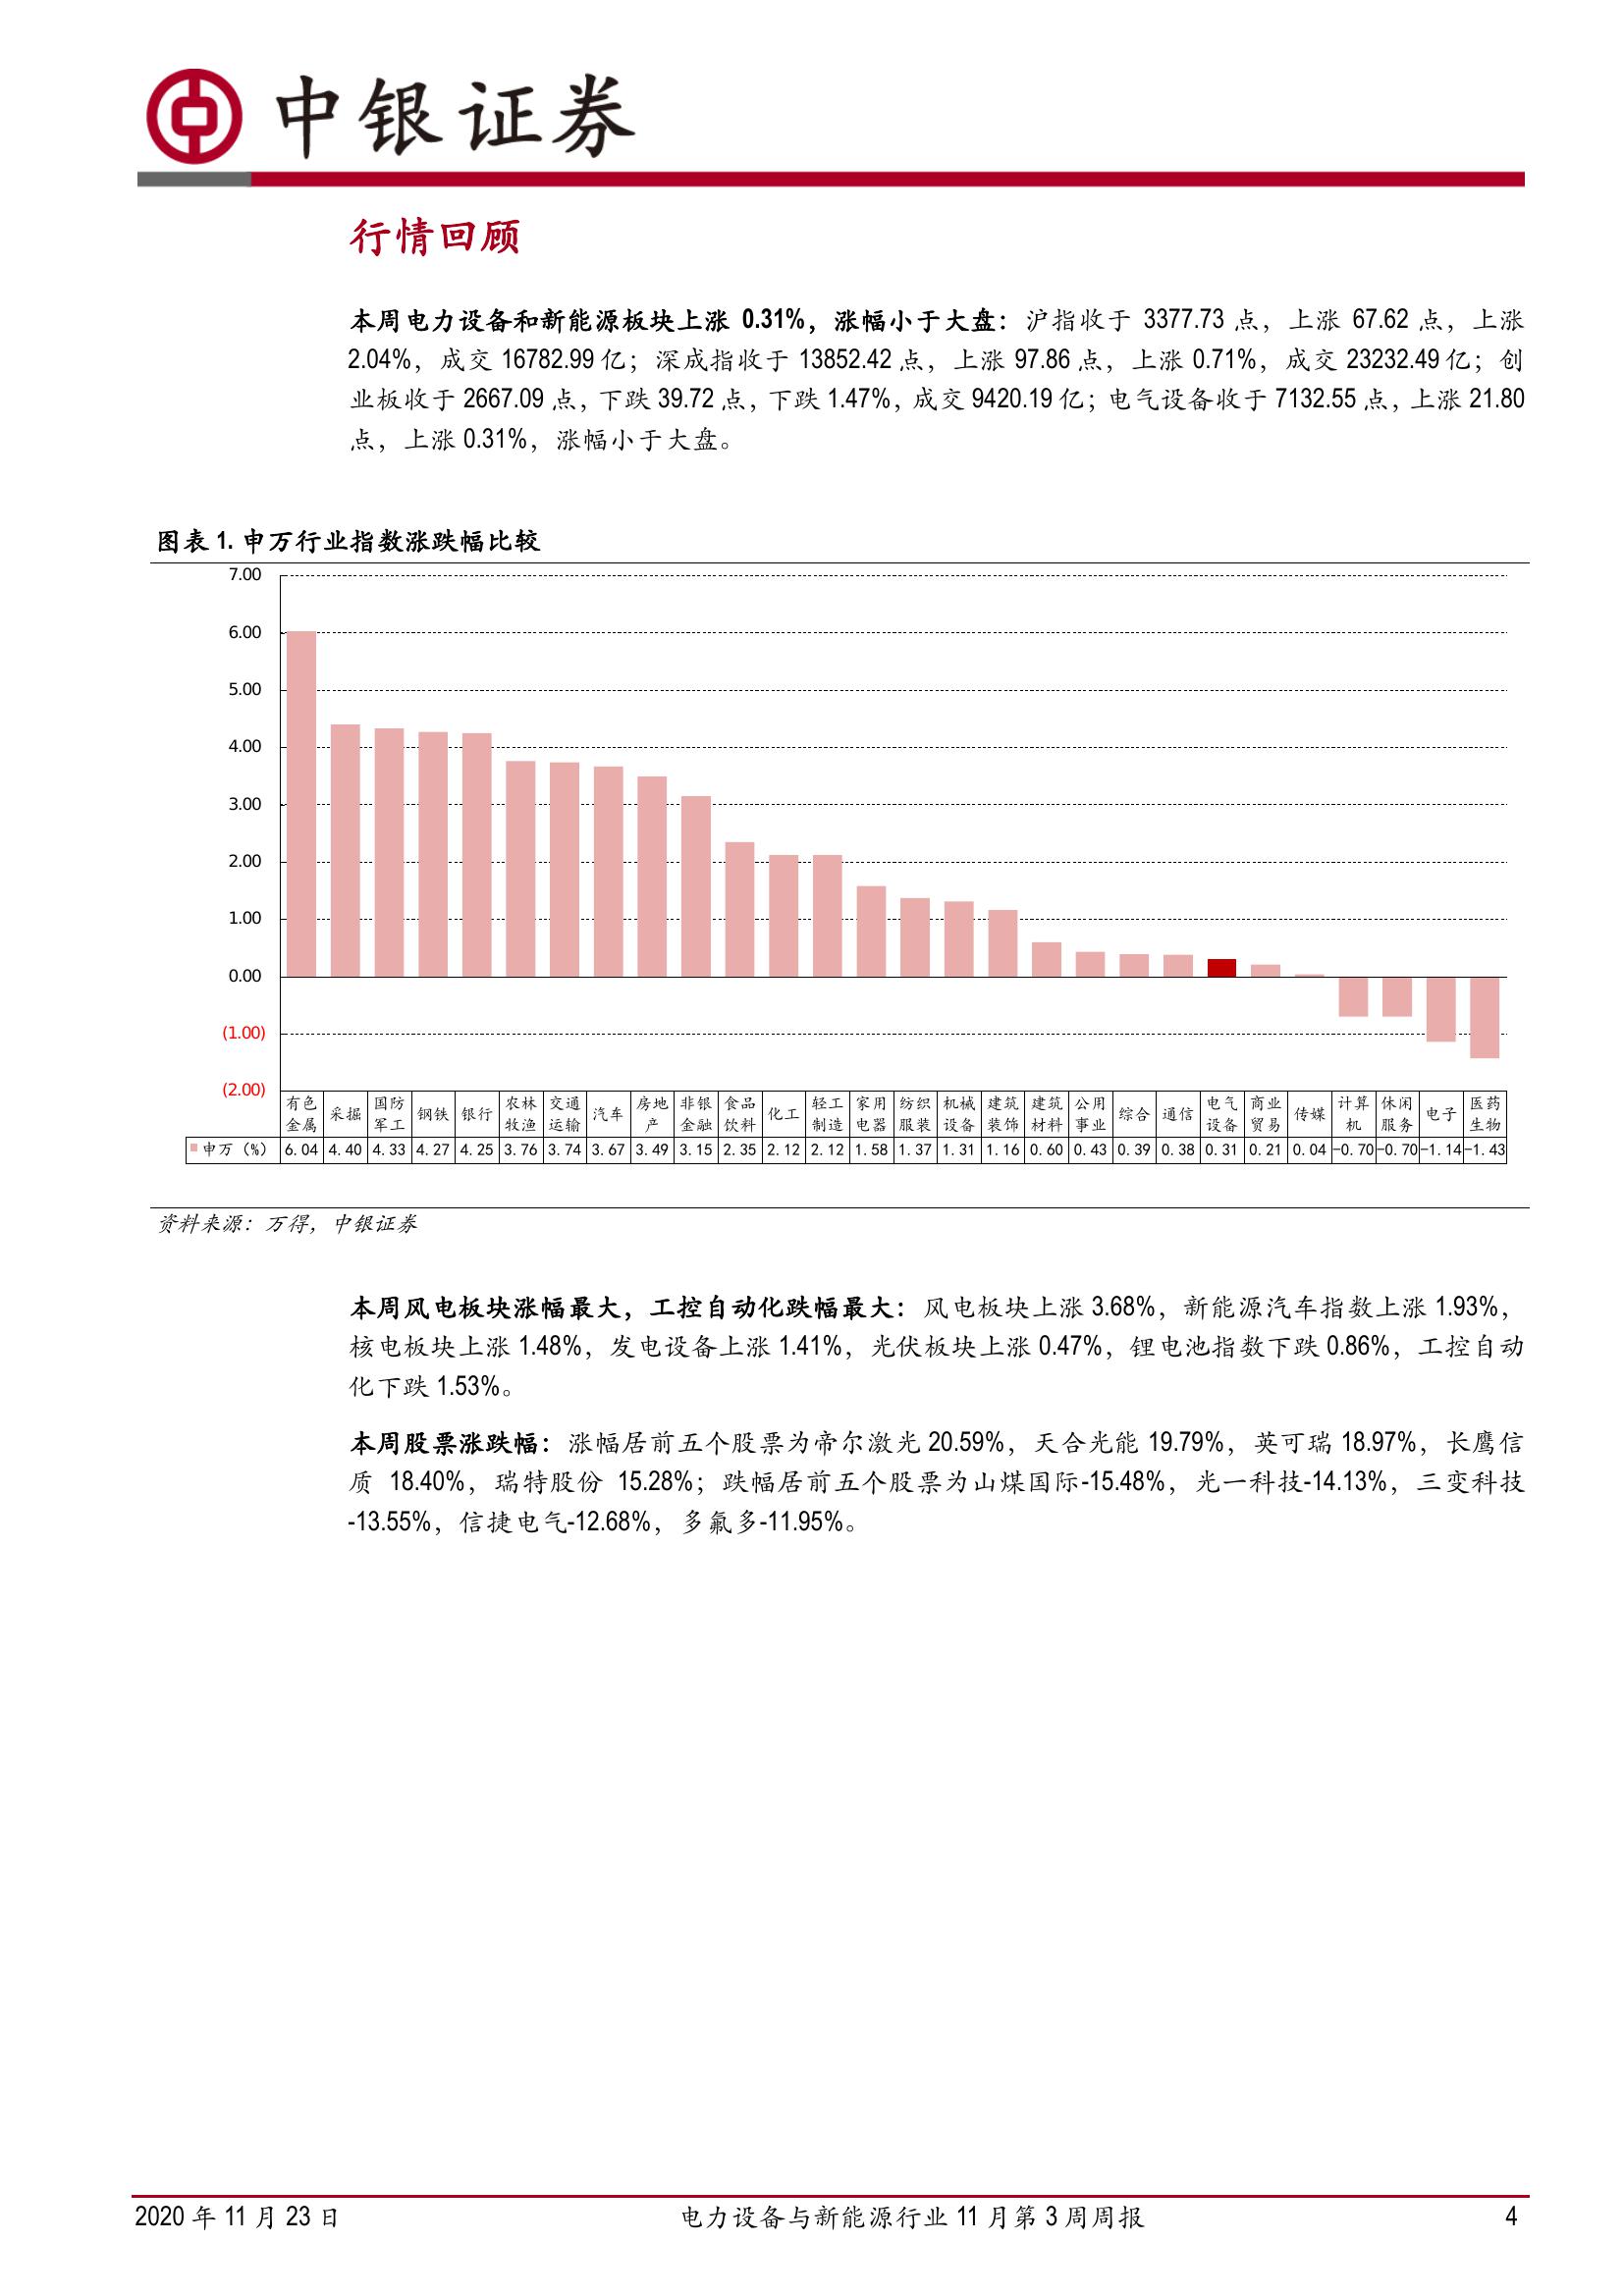 中银证券
行情回顾
本周电力设备和新能源板块上涨 0.31%，涨幅小于大盘：沪指收于 3377.73 点，上涨 67.62 点，上涨
2.04%，成交 16782.99 亿；深成指收于 13852.42 点，上涨 97.86 点，上涨 0.71%，成交 23232.49 亿；创
业板收于 2667.09 点，下跌 39.72 点，下跌 1.47%，成交 9420.19 亿；电气设备收于 7132.55 点，上涨 21.80
点，上涨 0.31%，涨幅小于大盘。
图表 1. 申万行业指数涨跌幅比较
7.00
6.00
5.00
4.00
3.00
2.00
1.00
0.00
(1.00)
(2.00)
有色金属 采掘 国防军工 钢铁 银行 农林牧渔 交通运输 汽车 房地产 非银金融 食品饮料 化工 轻工制造 家用电器 纺织服装 机械设备 建筑装饰 建筑材料 公用事业 综合 通信 电气设备 商业贸易 传媒 计算机 休闲服务 电子 医药生物
申万（%） 6.04 4.40 4.33 4.27 4.25 3.76 3.74 3.67 3.49 3.15 2.35 2.12 2.12 1.58 1.37 1.31 1.16 0.60 0.43 0.39 0.38 0.31 0.21 0.04 -0.70 -0.70 -1.14 -1.43
资料来源：万得，中银证券
本周风电板块涨幅最大，工控自动化跌幅最大：风电板块上涨 3.68%，新能源汽车指数上涨 1.93%，
核电板块上涨 1.48%，发电设备上涨 1.41%，光伏板块上涨 0.47%，锂电池指数下跌 0.86%，工控自动
化下跌 1.53%。
本周股票涨跌幅：涨幅居前五个股票为帝尔激光 20.59%，天合光能 19.79%，英可瑞 18.97%，长鹰信
质 18.40%，瑞特股份 15.28%；跌幅居前五个股票为山煤国际-15.48%，光一科技-14.13%，三变科技
-13.55%，信捷电气-12.68%，多氟多-11.95%。
2020 年 11 月 23 日 电力设备与新能源行业 11 月第 3 周周报 4